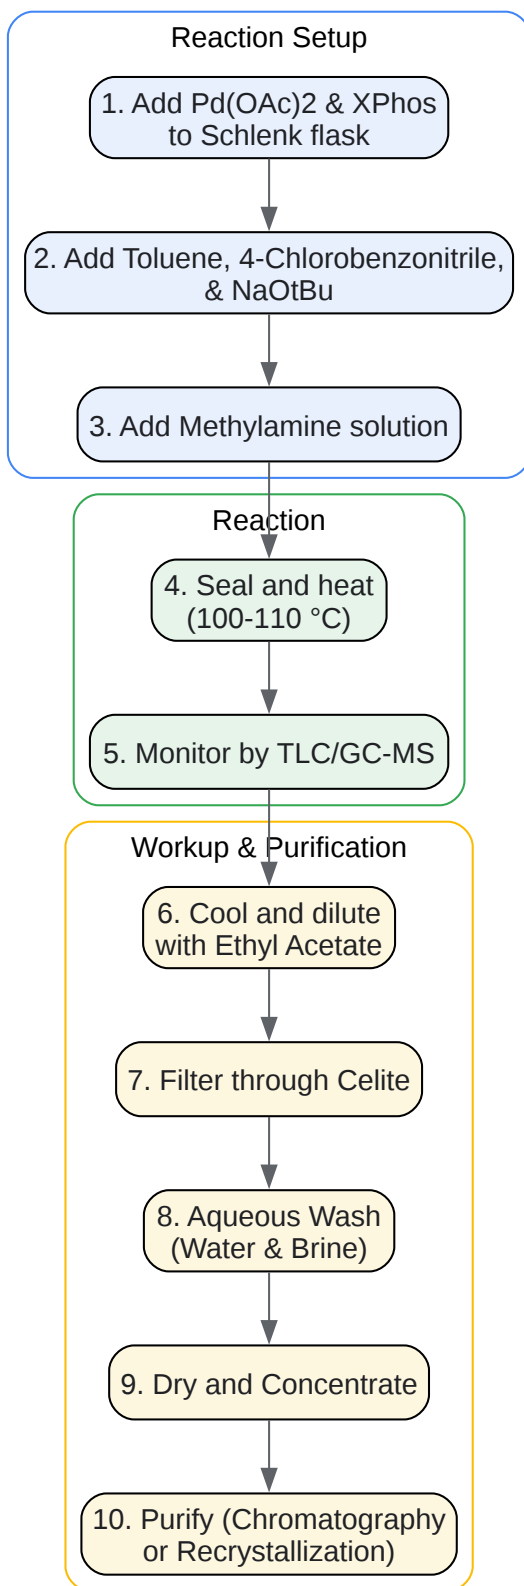 Reaction Setup
1. Add Pd(OAc)2 & XPhos
to Schlenk flask
2. Add Toluene, 4-Chlorobenzonitrile,
& NaOtBu
3. Add Methylamine solution
Reaction
4. Seal and heat
(100-110 °C)
5. Monitor by TLC/GC-MS
Workup & Purification
6. Cool and dilute
with Ethyl Acetate
7. Filter through Celite
8. Aqueous Wash
(Water & Brine)
9. Dry and Concentrate
10. Purify (Chromatography
or Recrystallization)